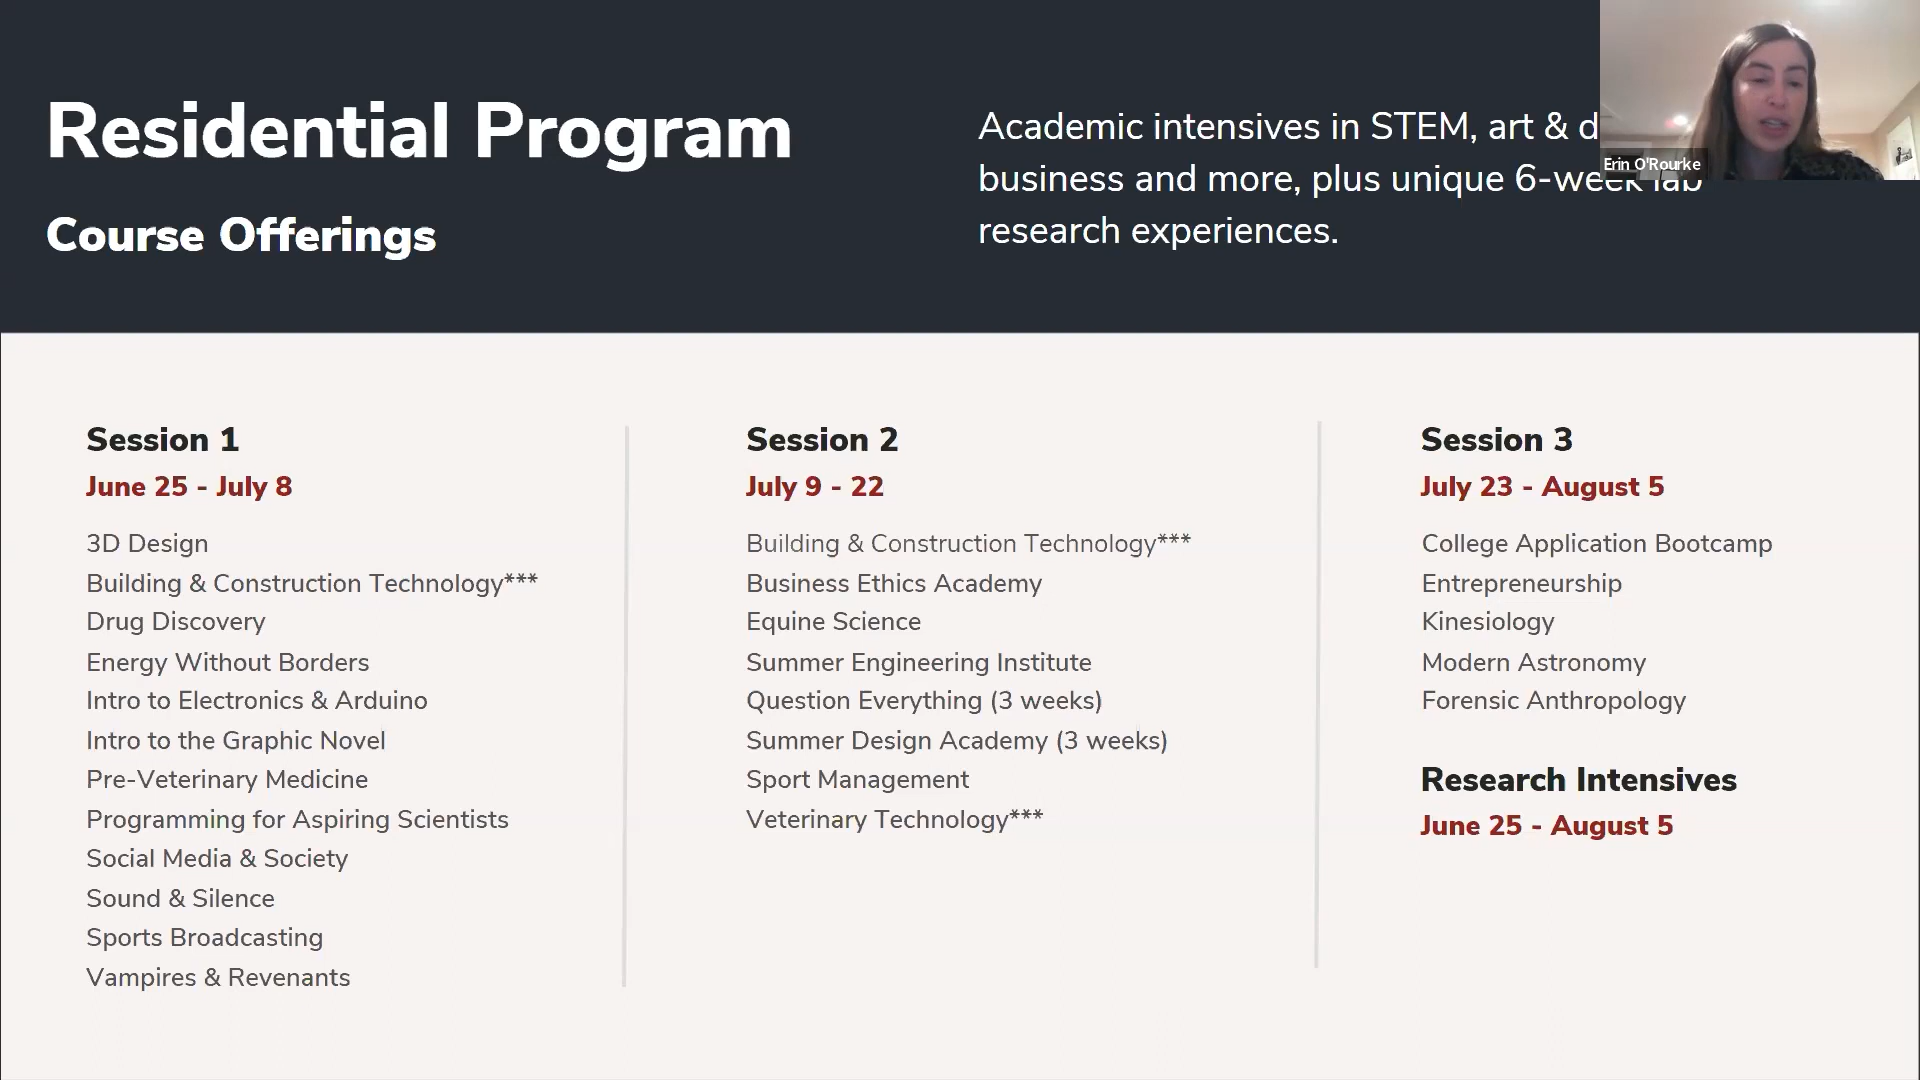 Residential Program
Course Offerings
Academic intensives in STEM, art & d
business and more, plus unique 6-week lab
research experiences.
Erin O'Rourke
Session 1
June 25 - July 8
3D Design
Building & Construction Technology***
Drug Discovery
Energy Without Borders
Intro to Electronics & Arduino
Intro to the Graphic Novel
Pre-Veterinary Medicine
Programming for Aspiring Scientists
Social Media & Society
Sound & Silence
Sports Broadcasting
Vampires & Revenants
Session 2
July 9 - 22
Building & Construction Technology***
Business Ethics Academy
Equine Science
Summer Engineering Institute
Question Everything (3 weeks)
Summer Design Academy (3 weeks)
Sport Management
Veterinary Technology***
Session 3
July 23 - August 5
College Application Bootcamp
Entrepreneurship
Kinesiology
Modern Astronomy
Forensic Anthropology
Research Intensives
June 25 - August 5